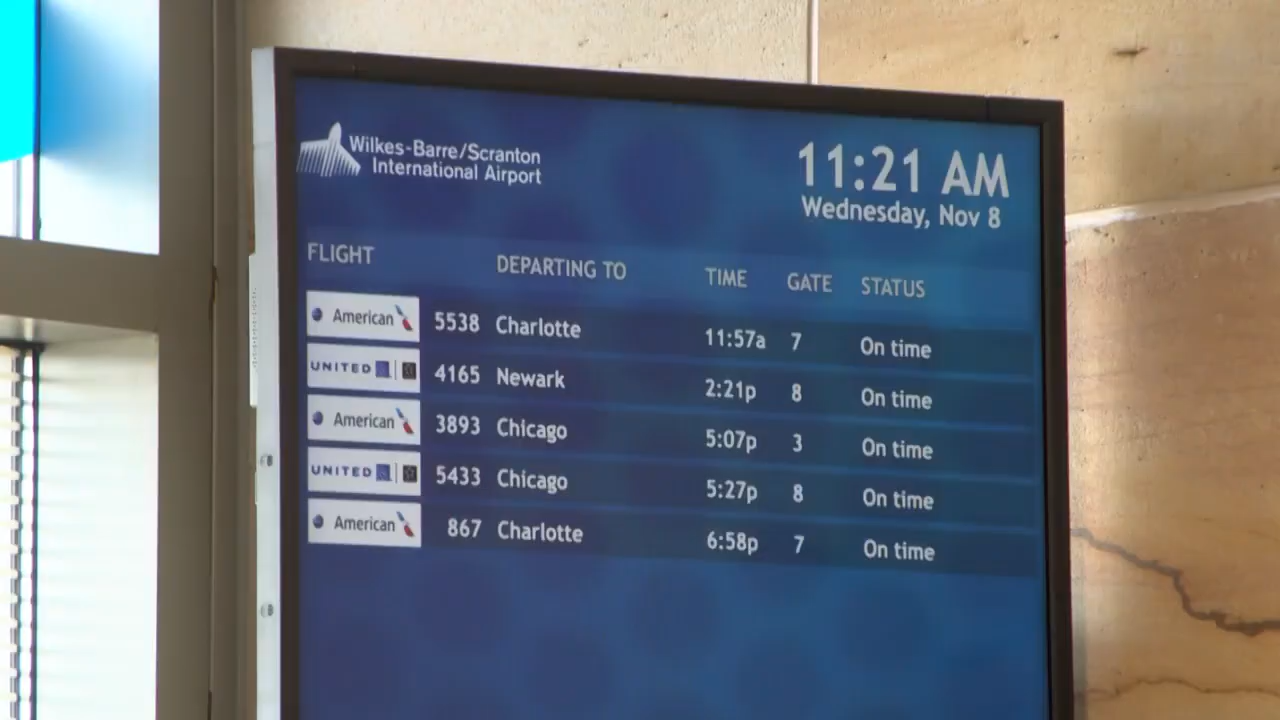 Wilkes-Barre/Scranton
International Airport
11:21 AM
Wednesday, Nov 8
FLIGHT DEPARTING TO TIME GATE STATUS
American 5538 Charlotte 11:57a 7 On time
UNITED 4165 Newark 2:21p 8 On time
American 3893 Chicago 5:07p 3 On time
UNITED 5433 Chicago 5:27p 8 On time
American 867 Charlotte 6:58p 7 On time